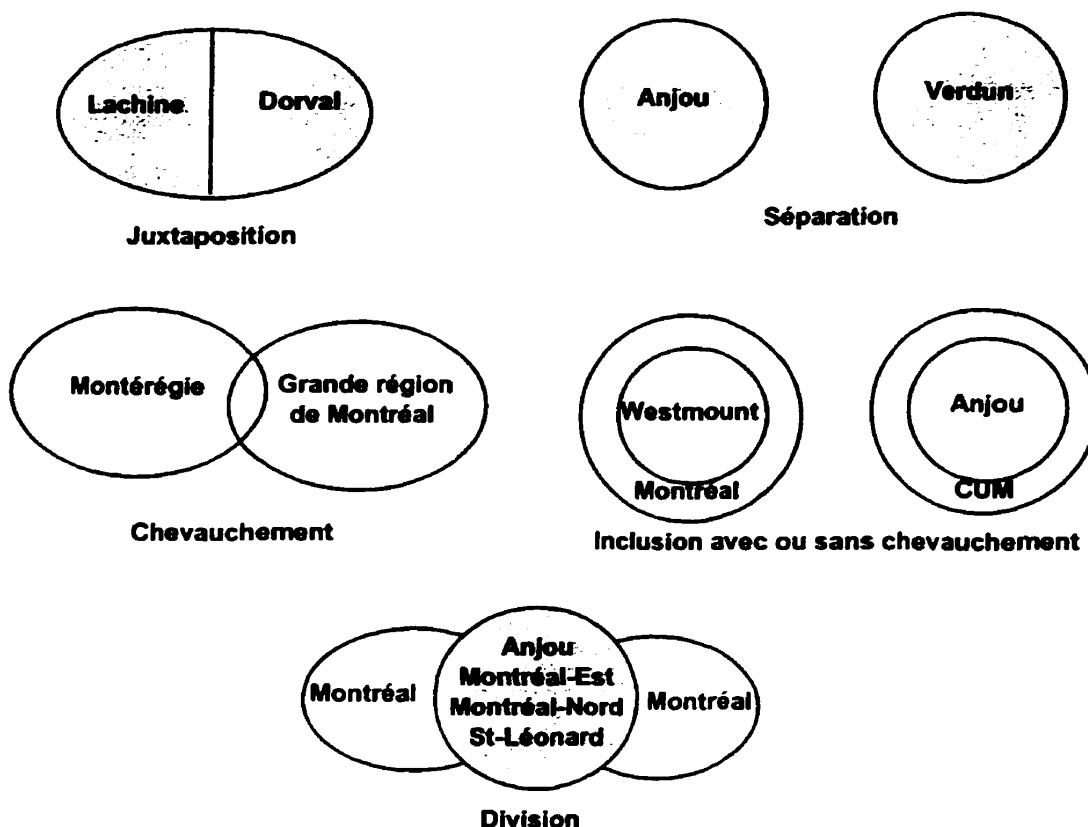 Lachine
Dorval
Juxtaposition
Anjou
Verdun
Séparation
Montérégie
Grande région
de Montréal
Chevauchement
Westmount
Montréal
Anjou
CUM
Inclusion avec ou sans chevauchement
Montréal
Anjou
Montréal-Est
Montréal-Nord
St-Léonard
Montréal
Division